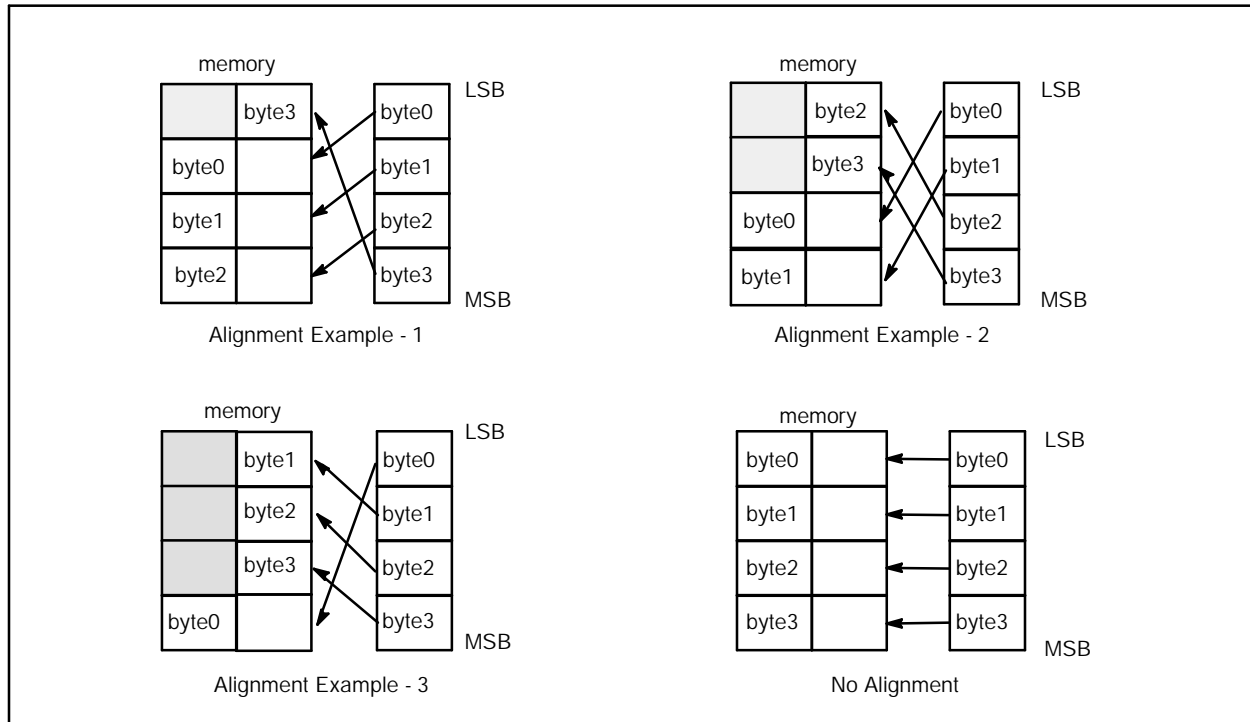 memory
LSB
byte3
byte0
byte0
byte1
byte1
byte2
byte2
byte3
MSB
Alignment Example - 1
memory
LSB
byte2
byte0
byte3
byte1
byte0
byte2
byte1
byte3
MSB
Alignment Example - 2
memory
LSB
byte1
byte0
byte2
byte1
byte3
byte2
byte0
byte3
MSB
Alignment Example - 3
memory
LSB
byte0
byte0
byte1
byte1
byte2
byte2
byte3
byte3
MSB
No Alignment